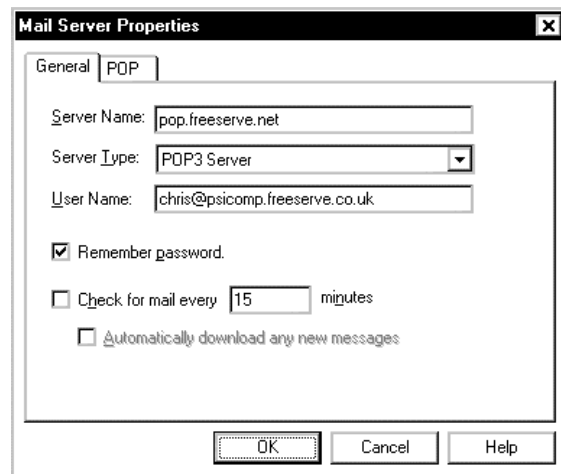 Mail Server Properties
General POP
Server Name: pop.freeserve.net
Server Type: POP3 Server
User Name: chris@psicomp.freeserve.co.uk
Remember password.
Check for mail every 15 minutes
Automatically download any new messages
OK Cancel Help